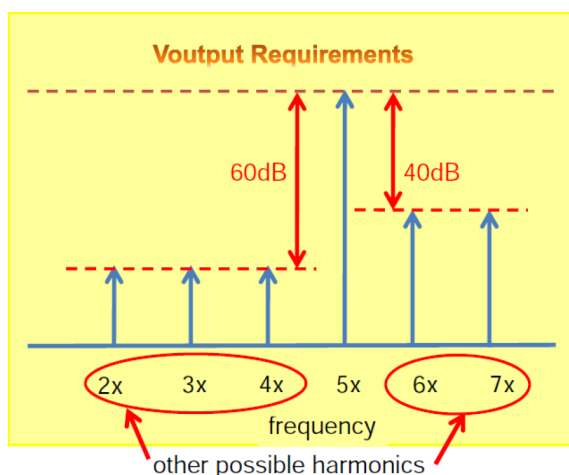 Voutput Requirements
60dB
40dB
2x 3x 4x 5x 6x 7x
frequency
other possible harmonics